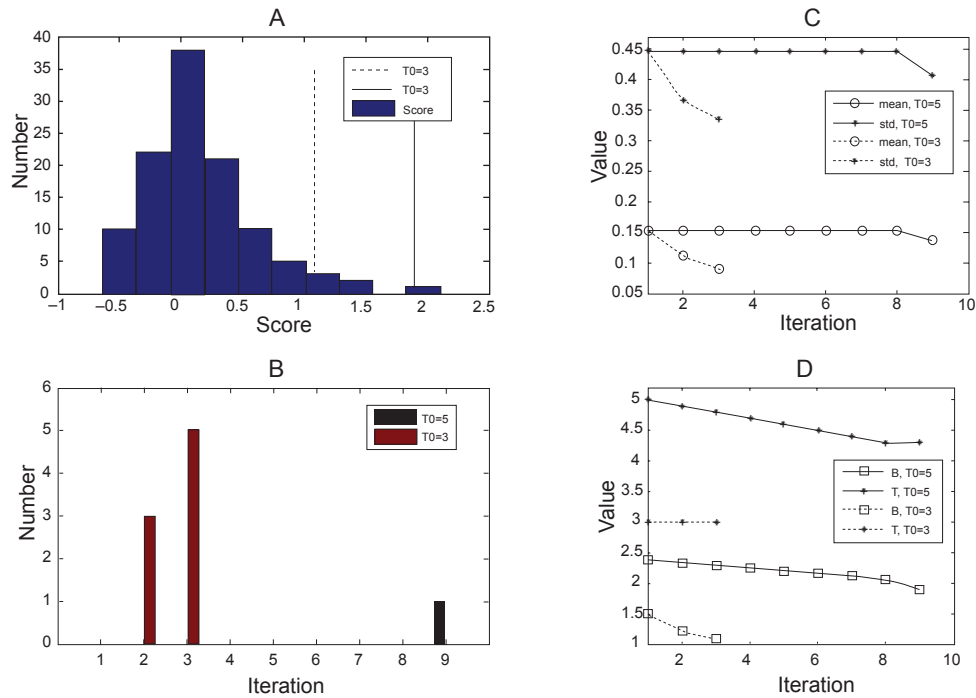 A
40
35
30
25
20
15
10
5
0
Number
–1
–0.5
0
0.5
1
1.5
2
2.5
Score
T0=3
T0=3
Score
C
0.45
0.4
0.35
0.3
0.25
0.2
0.15
0.1
0.05
Value
2
4
6
8
10
Iteration
mean, T0=5
std, T0=5
mean, T0=3
std, T0=3
B
6
5
4
3
2
1
0
Number
1
2
3
4
5
6
7
8
9
Iteration
T0=5
T0=3
D
5
4.5
4
3.5
3
2.5
2
1.5
1
Value
2
4
6
8
10
Iteration
B, T0=5
T, T0=5
B, T0=3
T, T0=3